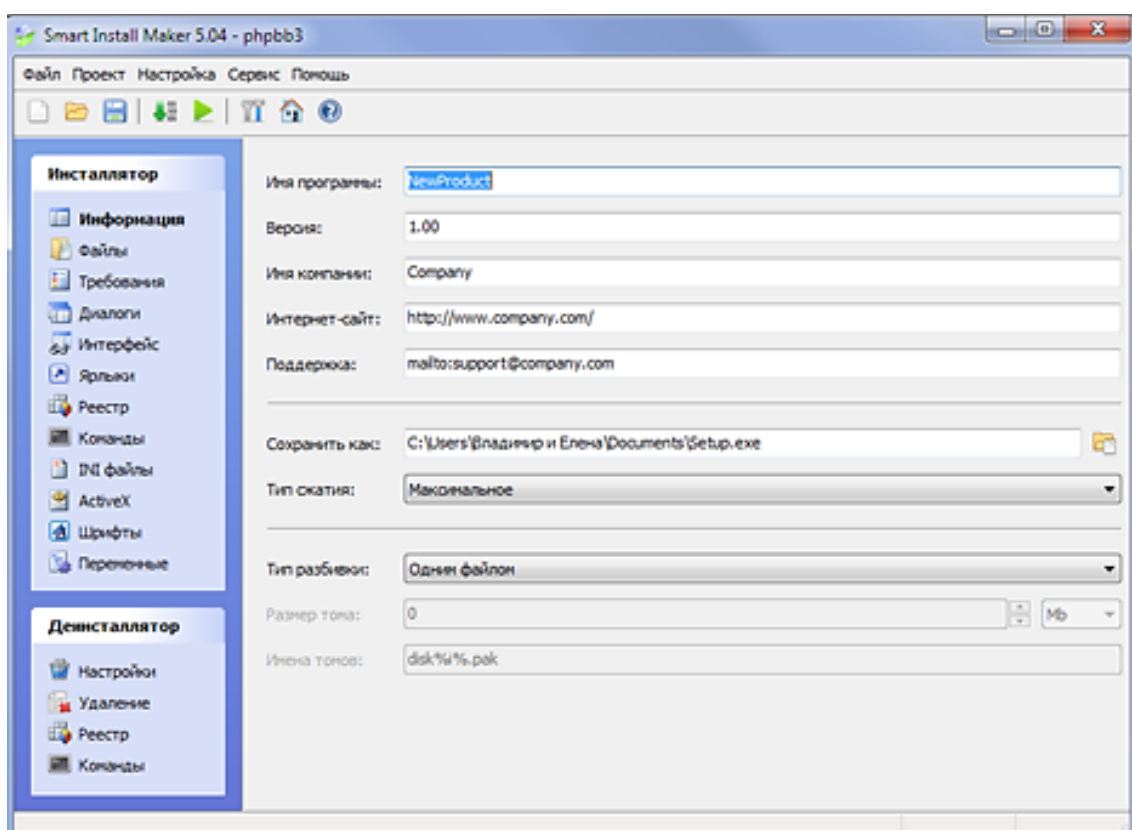 Smart Install Maker 5.04 - phpbb3
Файл Проект Настройка Сервис Помощь
Инсталлятор
Информация
Файлы
Требования
Диалоги
Интерфейс
Ярлыки
Реестр
Команды
INI файлы
ActiveX
Шрифты
Переменные
Деинсталлятор
Настройки
Удаление
Реестр
Команды
Имя программы: NewProduct
Версия: 1.00
Имя компании: Company
Интернет-сайт: http://www.company.com/
Поддержка: mailto:support@company.com
Сохранить как: C:\Users\Владимир и Елена\Documents\Setup.exe
Тип сжатия: Максимальное
Тип разбивки: Одним файлом
Размер тома: 0 Mb
Имена томов: disk%i%.pak